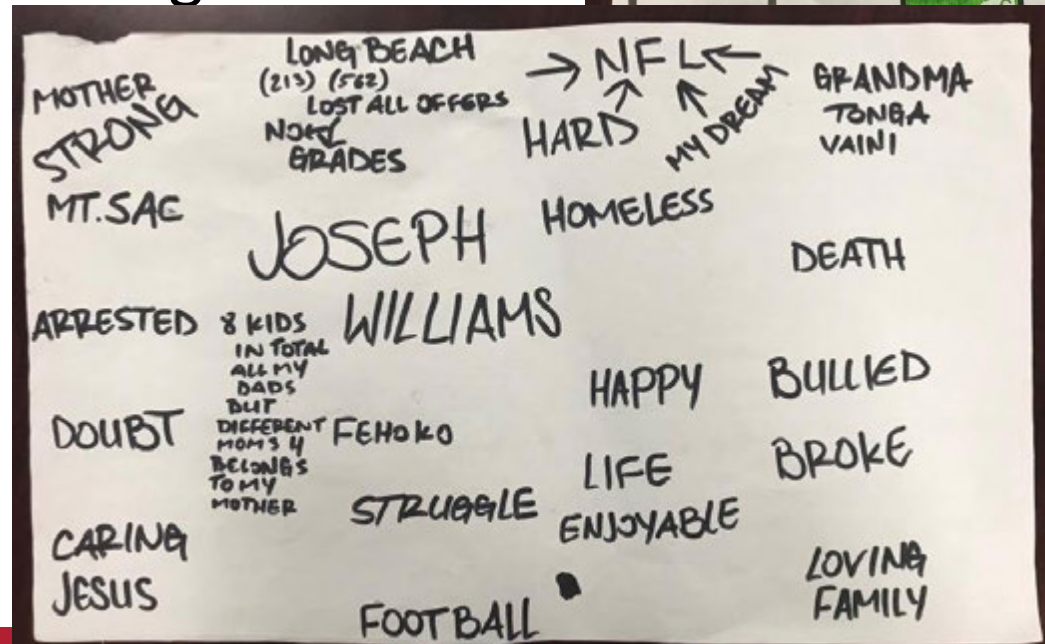 MOTHER
STRONG
MT. SAC
ARRESTED
DOUBT
CARING
JESUS
LONG BEACH
(213) (562)
LOST ALL OFFERS
GRADES
JOSEPH
WILLIAMS
8 KIDS
IN TOTAL
ALL MY
DADS
BUT
DIFFERENT
MOMS 4
BELONGS
TO MY
MOTHER
FEHOKO
STRUGGLE
FOOTBALL
→ NFL ←
HARD
MY DREAM
HOMELESS
HAPPY
LIFE
ENJOYABLE
GRANDMA
TONGA
VAINI
DEATH
BULLIED
BROKE
LOVING
FAMILY